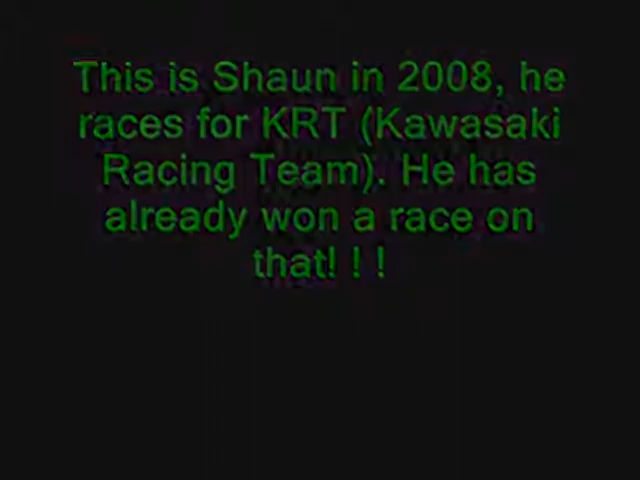 This is Shaun in 2008, he
races for KRT (Kawasaki
Racing Team). He has
already won a race on
that! ! !